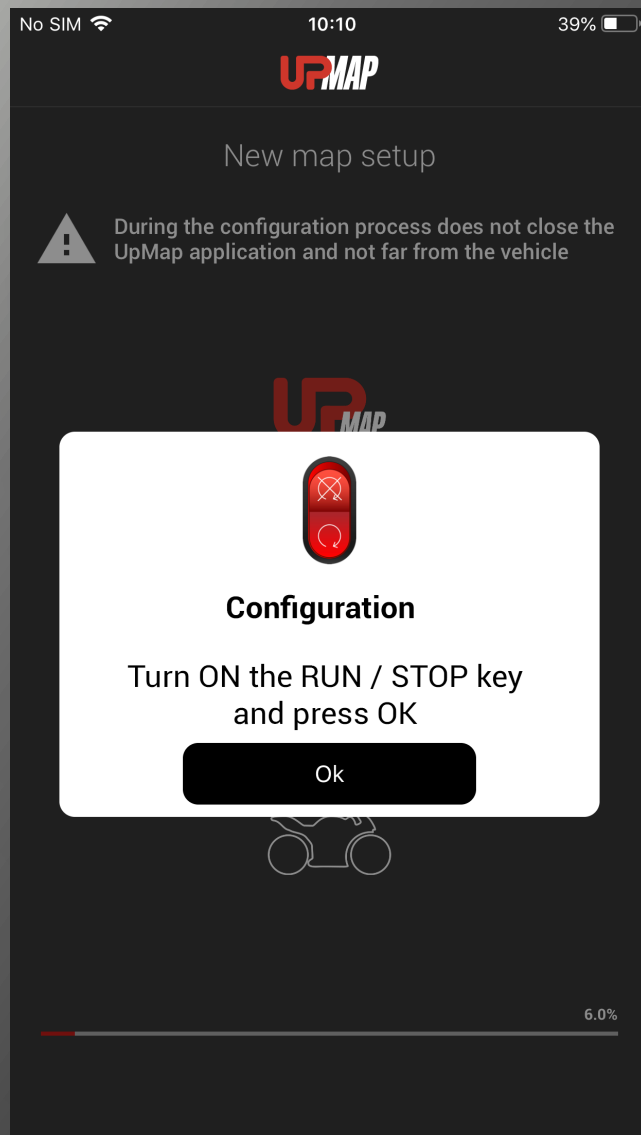 No SIM 10:10 39%
UPMAP
New map setup
During the configuration process does not close the
UpMap application and not far from the vehicle
UPMAP
Configuration
Turn ON the RUN / STOP key
and press OK
Ok
6.0%